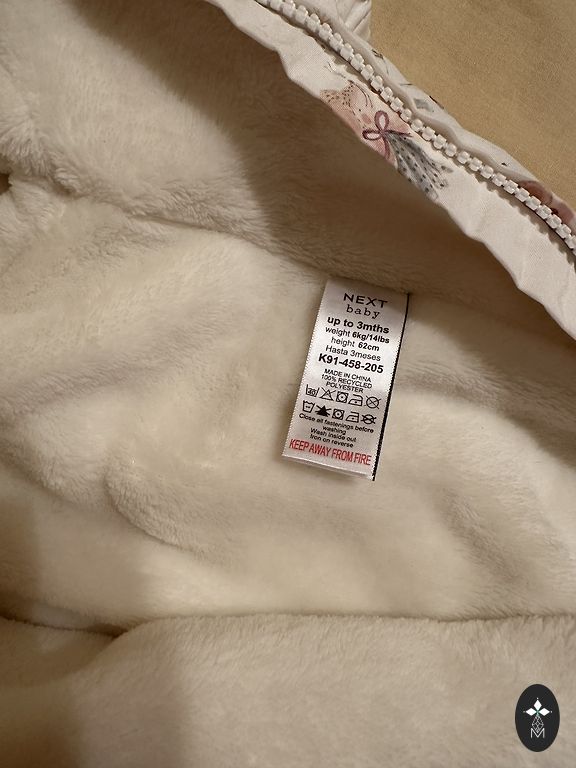 NEXT
baby
up to 3mths
weight 6kg/14lbs
height 62cm
Hasta 3meses
K91-458-205
MADE IN CHINA
100% RECYCLED
POLYESTER
40
Close all fastenings before
washing
Wash inside out
Iron on reverse
KEEP AWAY FROM FIRE